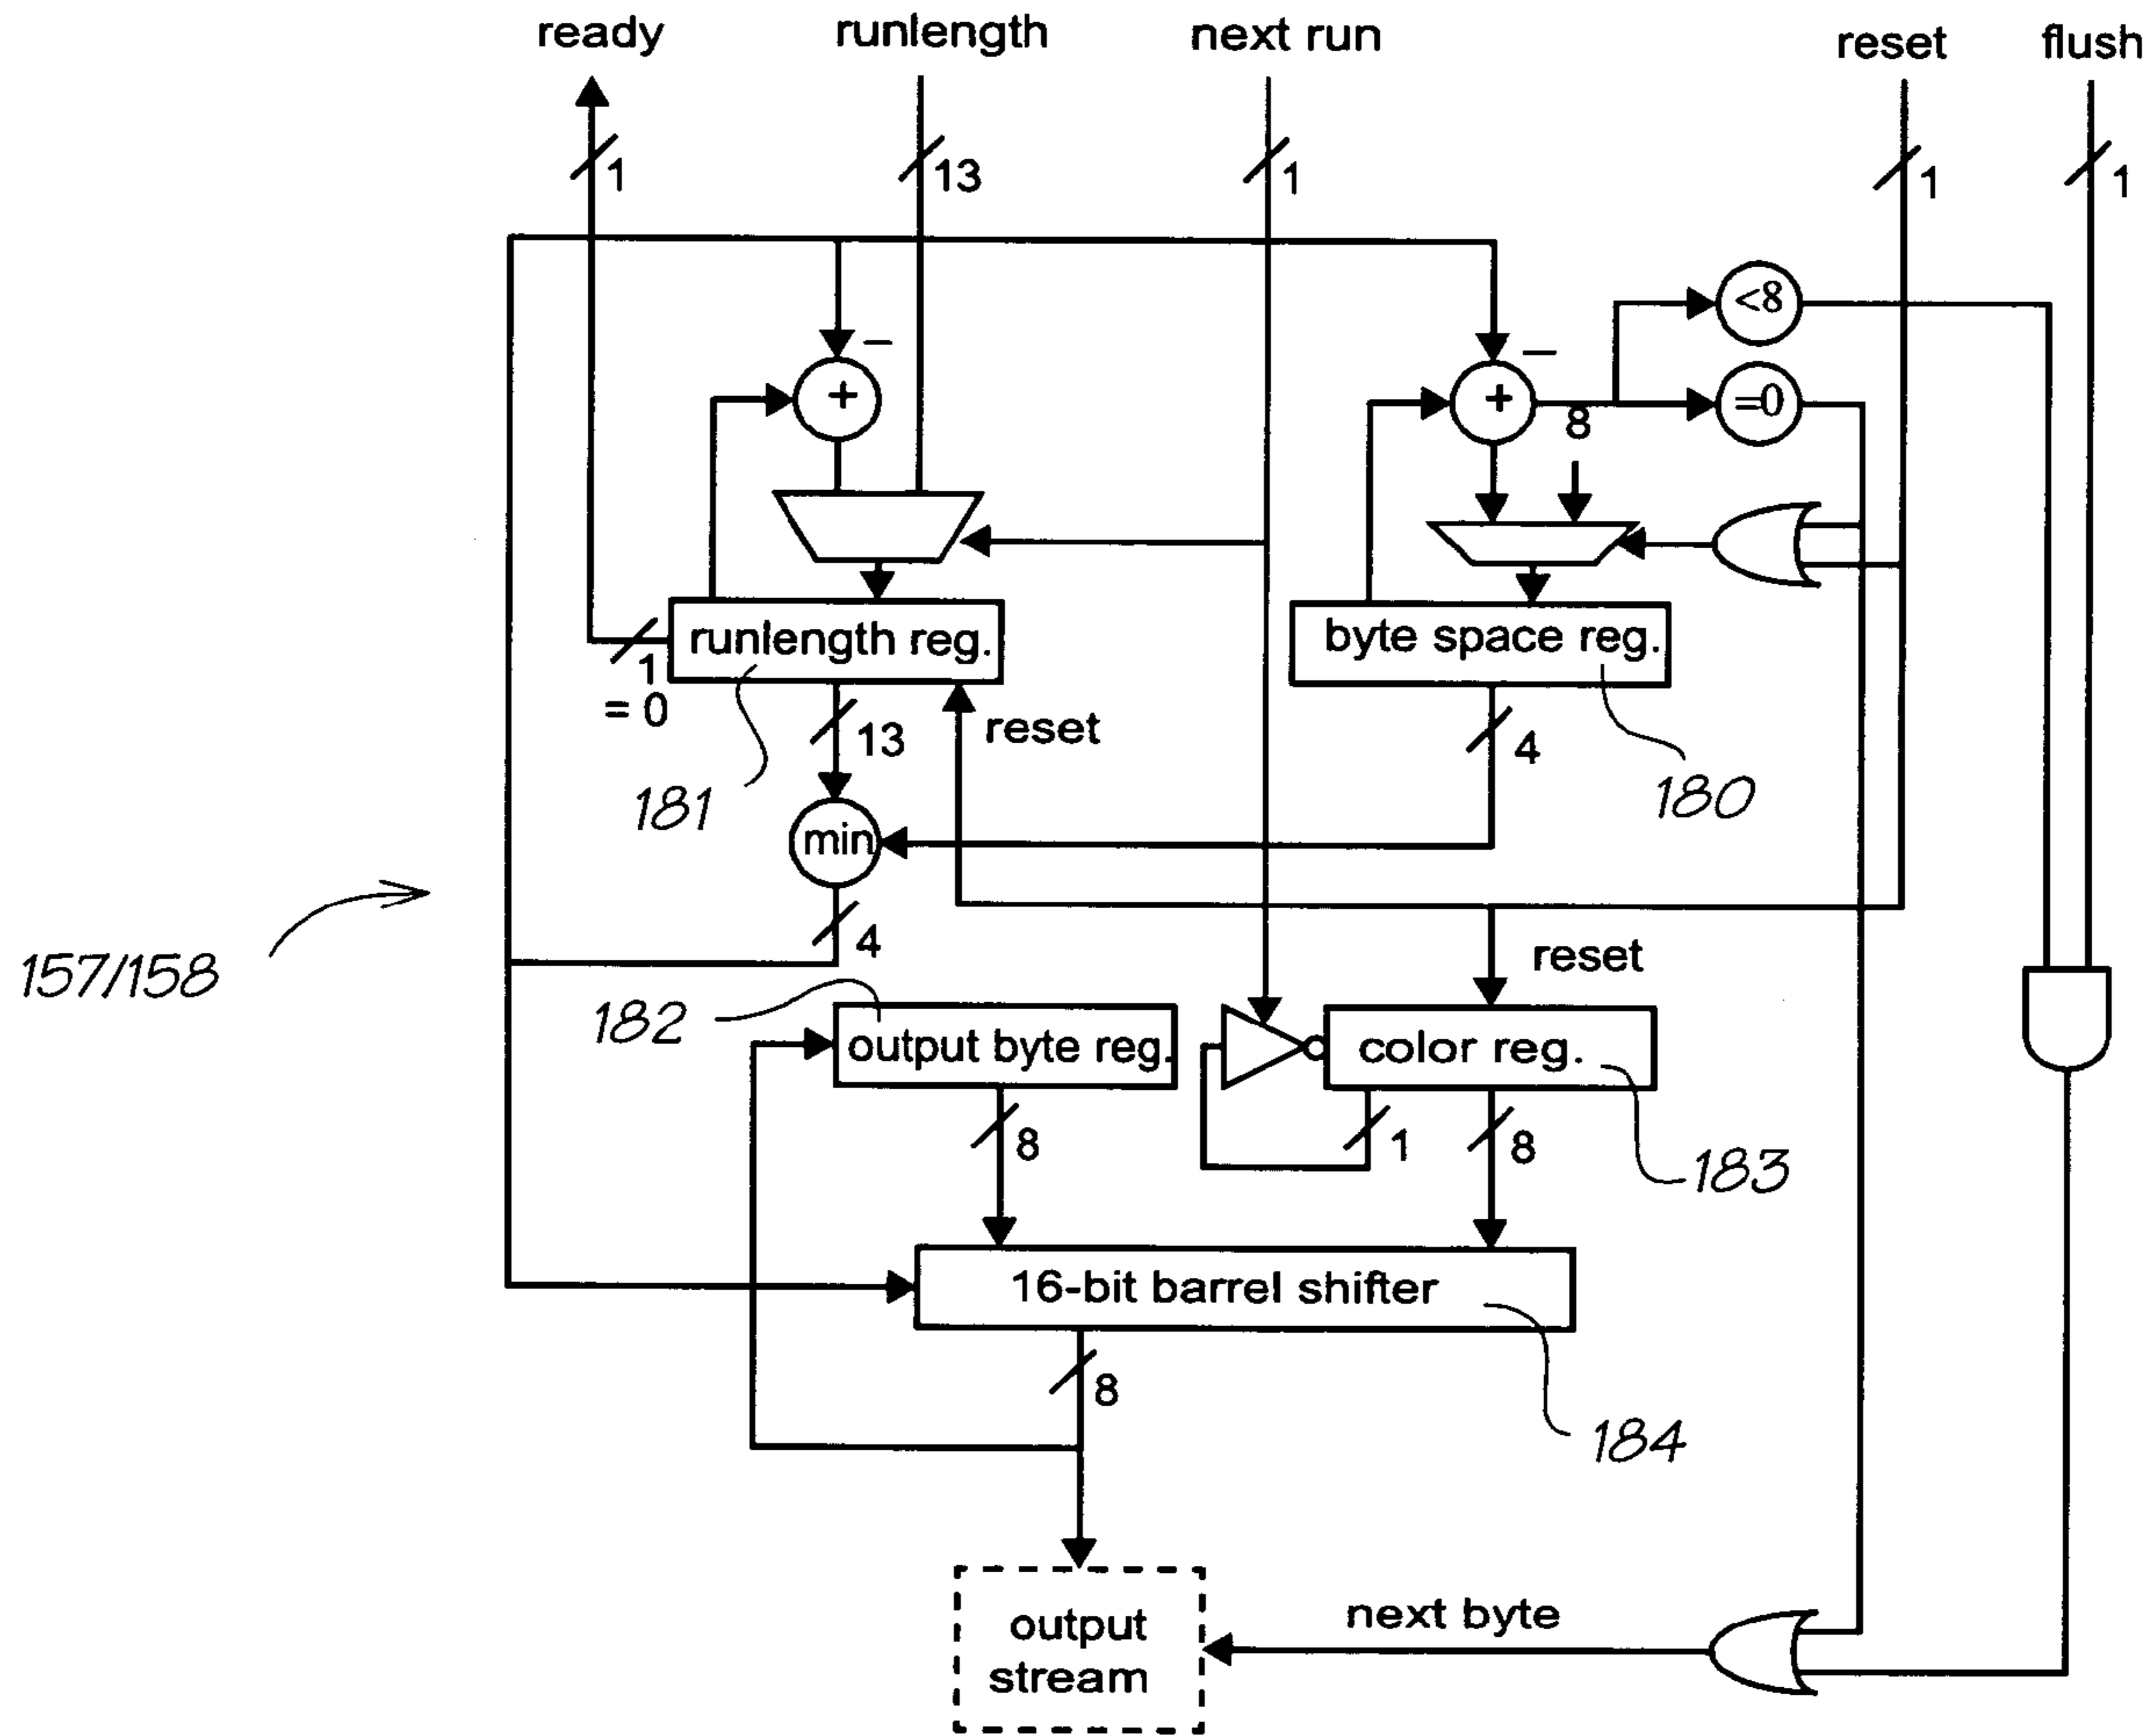 ready
runlength
next run
reset
flush
1
13
1
1
1
<8
−
−
+
+
=0
8
runlength reg.
byte space reg.
1
= 0
13
reset
4
181
180
min
4
157/158
reset
182
output byte reg.
color reg.
8
1
8
183
16-bit barrel shifter
8
184
output
stream
next byte